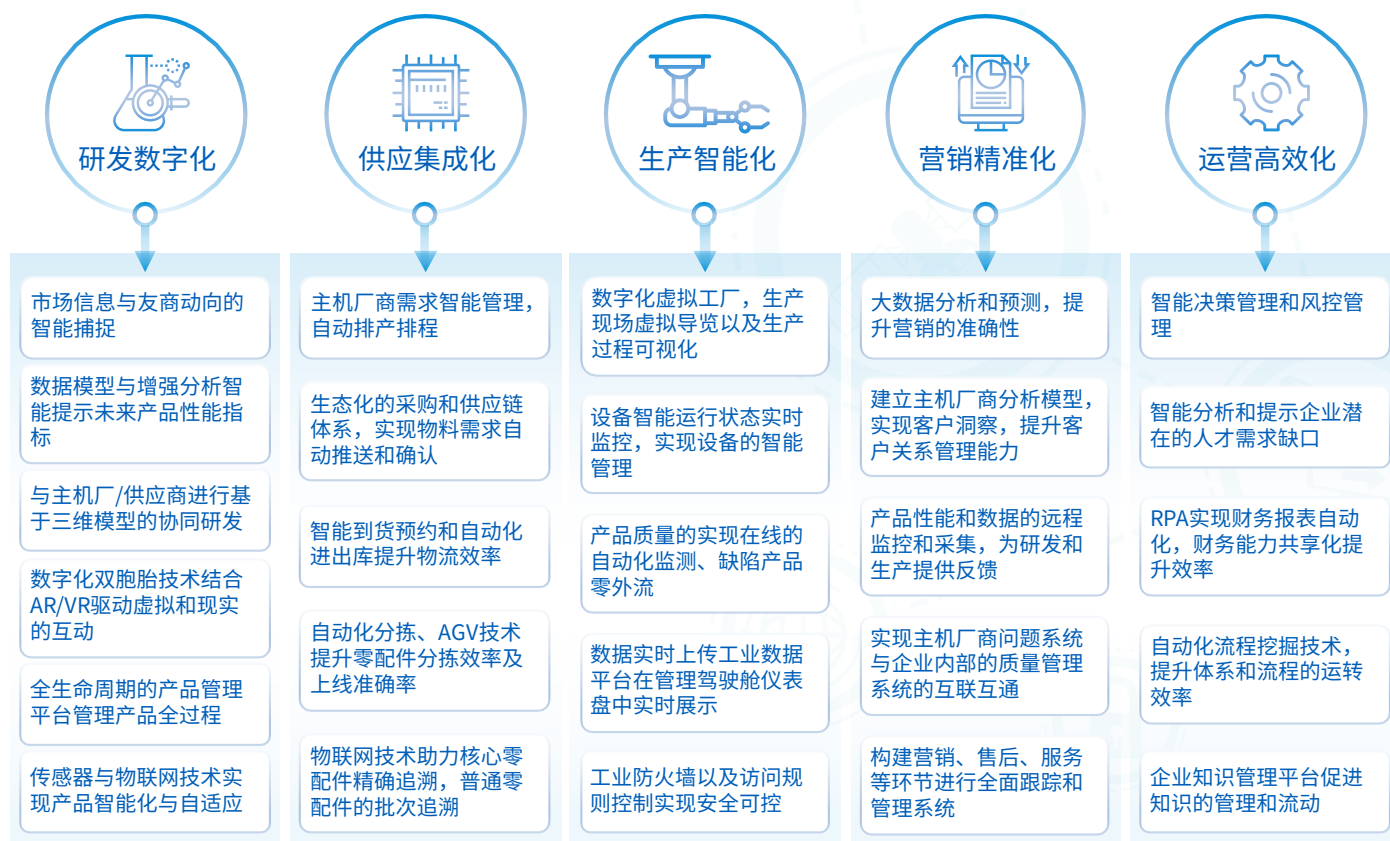 研发数字化
市场信息与友商动向的
智能捕捉
数据模型与增强分析智
能提示未来产品性能指
标
与主机厂/供应商进行基
于三维模型的协同研发
数字化双胞胎技术结合
AR/VR驱动虚拟和现实
的互动
全生命周期的产品管理
平台管理产品全过程
传感器与物联网技术实
现产品智能化与自适应
供应集成化
主机厂商需求智能管理，
自动排产排程
生态化的采购和供应链
体系，实现物料需求自
动推送和确认
智能到货预约和自动化
进出库提升物流效率
自动化分拣、AGV技术
提升零配件分拣效率及
上线准确率
物联网技术助力核心零
配件精确追溯，普通零
配件的批次追溯
生产智能化
数字化虚拟工厂，生产
现场虚拟导览以及生产
过程可视化
设备智能运行状态实时
监控，实现设备的智能
管理
产品质量的实现在线的
自动化监测、缺陷产品
零外流
数据实时上传工业数据
平台在管理驾驶舱仪表
盘中实时展示
工业防火墙以及访问规
则控制实现安全可控
营销精准化
大数据分析和预测，提
升营销的准确性
建立主机厂商分析模型，
实现客户洞察，提升客
户关系管理能力
产品性能和数据的远程
监控和采集，为研发和
生产提供反馈
实现主机厂商问题系统
与企业内部的质量管理
系统的互联互通
构建营销、售后、服务
等环节进行全面跟踪和
管理系统
运营高效化
智能决策管理和风控管
理
智能分析和提示企业潜
在的人才需求缺口
RPA实现财务报表自动
化，财务能力共享化提
升效率
自动化流程挖掘技术，
提升体系和流程的运转
效率
企业知识管理平台促进
知识的管理和流动